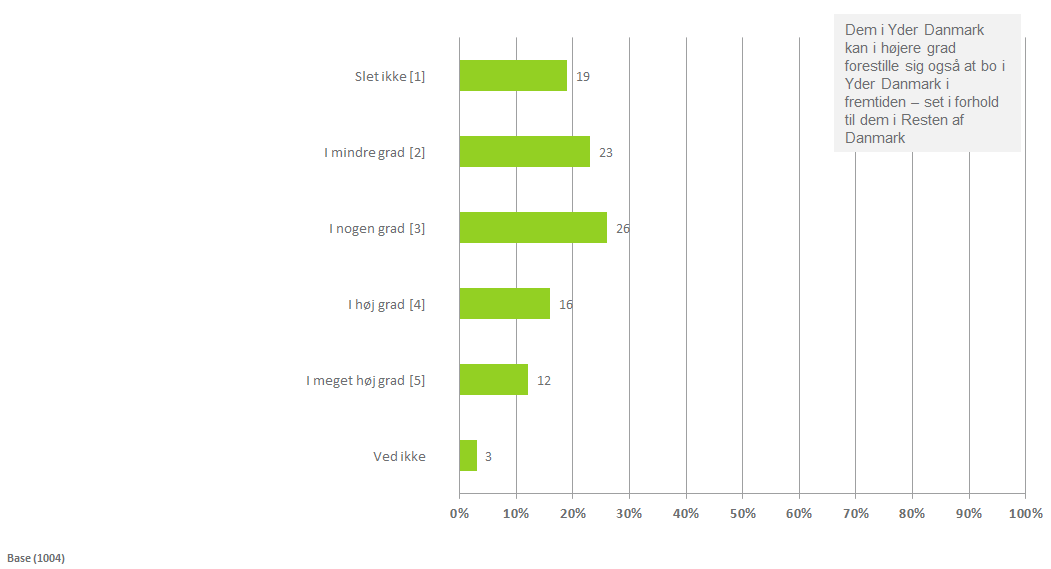 Dem i Yder Danmark
kan i højere grad
forestille sig også at bo i
Yder Danmark i
fremtiden – set i forhold
til dem i Resten af
Danmark
Slet ikke [1] 19
I mindre grad [2] 23
I nogen grad [3] 26
I høj grad [4] 16
I meget høj grad [5] 12
Ved ikke 3
0% 10% 20% 30% 40% 50% 60% 70% 80% 90% 100%
Base (1004)